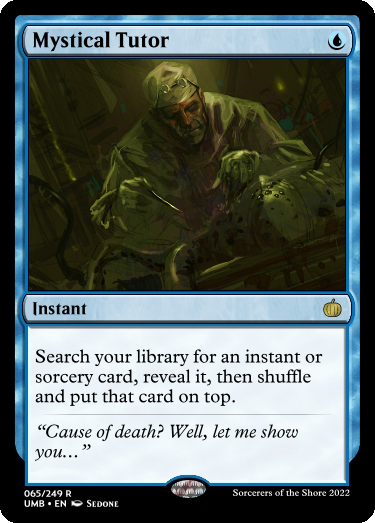 Mystical Tutor
Instant
Search your library for an instant or
sorcery card, reveal it, then shuffle
and put that card on top.
“Cause of death? Well, let me show
you…”
065/249 R
Sorcerers of the Shore 2022
UMB • EN Sedone